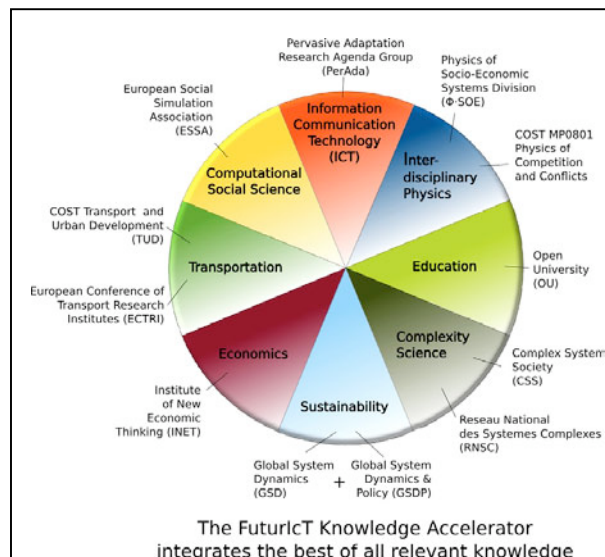 Pervasive Adaptation
Research Agenda Group
(PerAda)
Physics of
Socio-Economic
Systems Division
(Φ·SOE)
European Social
Simulation
Association
(ESSA)
Information
Communication
Technology
(ICT)
COST MP0801
Physics of
Competition
and Conflicts
Inter-
disciplinary
Physics
Computational
Social Science
COST Transport and
Urban Development
(TUD)
Transportation
Education
Open
University
(OU)
European Conference of
Transport Research
Institutes (ECTRI)
Economics
Complexity
Science
Complex System
Society
(CSS)
Institute
of New
Economic
Thinking (INET)
Sustainability
Reseau National
des Systemes Complexes
(RNSC)
Global System
Dynamics
(GSD)
+
Global System
Dynamics &
Policy (GSDP)
The FuturIcT Knowledge Accelerator
integrates the best of all relevant knowledge